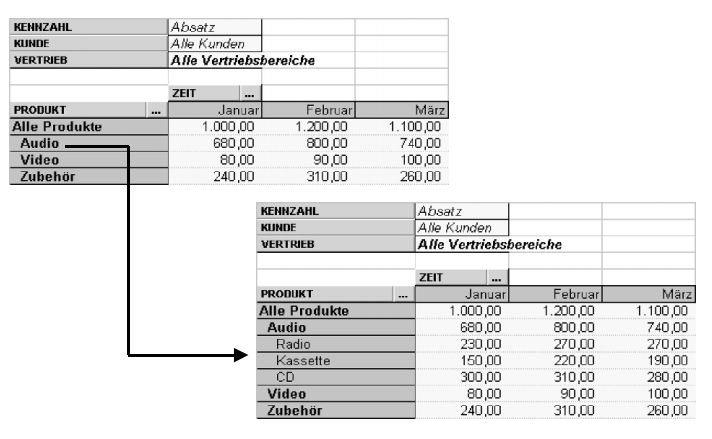 KENNZAHL Absatz
KUNDE Alle Kunden
VERTRIEB Alle Vertriebsbereiche
ZEIT ...
PRODUKT ... Januar Februar März
Alle Produkte 1.000,00 1.200,00 1.100,00
Audio 680,00 800,00 740,00
Video 80,00 90,00 100,00
Zubehör 240,00 310,00 260,00
KENNZAHL Absatz
KUNDE Alle Kunden
VERTRIEB Alle Vertriebsbereiche
ZEIT ...
PRODUKT ... Januar Februar März
Alle Produkte 1.000,00 1.200,00 1.100,00
Audio 680,00 800,00 740,00
Radio 230,00 270,00 270,00
Kassette 150,00 220,00 190,00
CD 300,00 310,00 280,00
Video 80,00 90,00 100,00
Zubehör 240,00 310,00 260,00